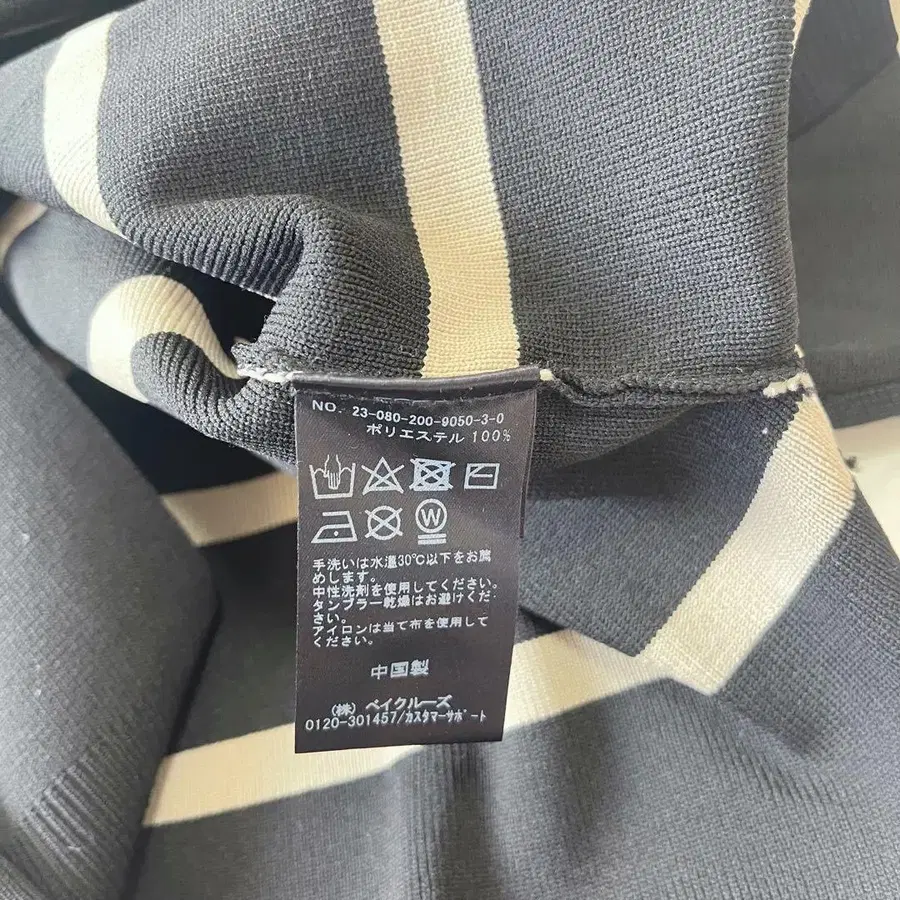 NO. 23-080-200-9050-3-0
ポリエステル 100%
W
手洗いは水温30℃以下をお薦
めします。
中性洗剤を使用してください。
タンブラー乾燥はお避けくだ
さい。
アイロンは当て布を使用して
ください。
中国製
(株) ベイクルーズ
0120-301457/カスタマーサポート